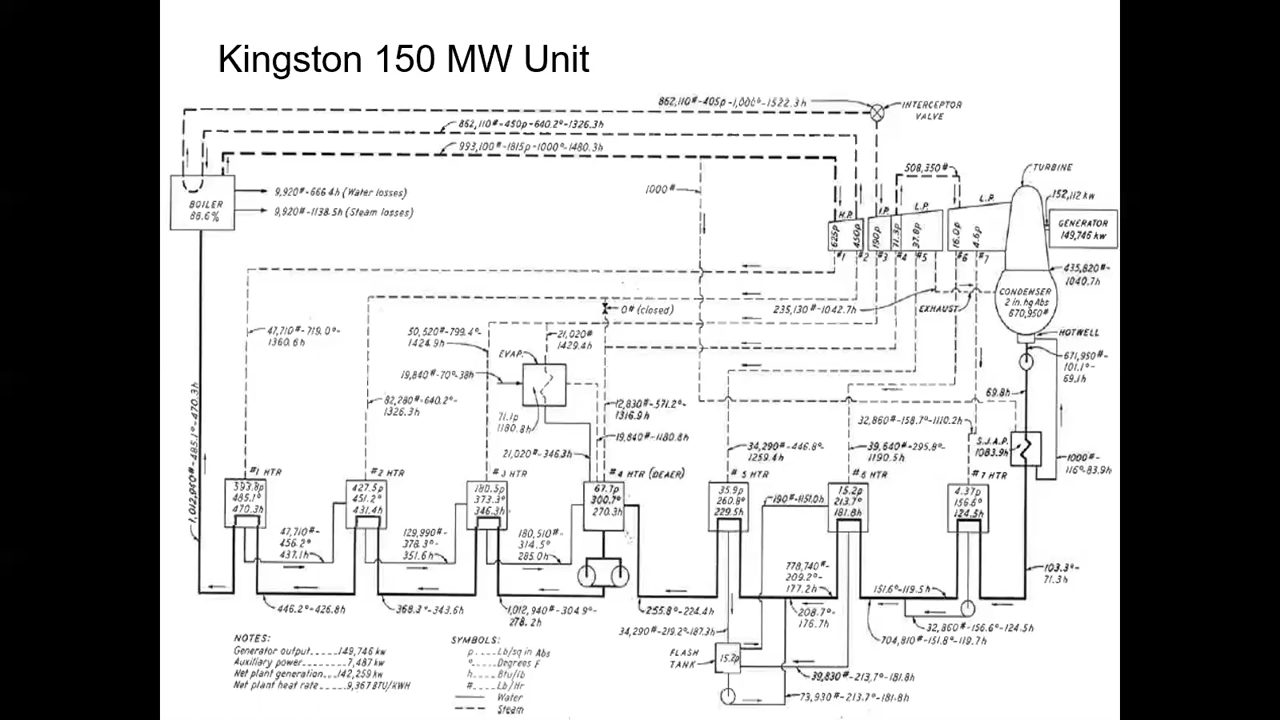 Kingston 150 MW Unit
862,110#-405p-1,000°-1522.3h
INTERCEPTOR
VALVE
862,110#-450p-640.2°-1326.3h
993,100#-1815p-1000°-1480.3h
508,350#
TURBINE
BOILER
86.6%
9,920#-666.4h (Water losses)
9,920#-1138.5h (Steam losses)
1000#
152,112 kw
GENERATOR
149,746 kw
H.P.
I.P.
L.P.
L.P.
625p
450p
190p
71.3p
37.8p
16.0p
4.6p
#1
#2
#3
#4
#5
#6
#7
435,820#-
1040.7h
CONDENSER
2 in. hg Abs
670,950#
235,130#-1042.7h
EXHAUST
HOTWELL
0# (closed)
47,710#-719.0°-
1360.6h
50,520#-799.4°-
1424.9h
21,020#
1429.4h
EVAP.
19,840#-70°-38h
71.1p
1180.8h
671,950#-
101.1°-
69.1h
69.8h
82,280#-640.2°-
1326.3h
12,830#-571.2°-
1316.9h
19,840#-1180.8h
21,020#-346.3h
32,860#-158.7°-1110.2h
S.J.A.P.
1083.9h
34,290#-446.8°-
1259.4h
39,640#-295.8°-
1190.5h
1000#-
116°-83.9h
1,012,940#-485.1°-470.3h
#1 HTR
485.1°
470.3h
#2 HTR
427.5p
451.2°
431.4h
#3 HTR
180.5p
373.3°
346.3h
#4 HTR (DEAER)
67.7p
300.7°
270.3h
#5 HTR
35.9p
260.8°
229.5h
190#-1151.0h
#6 HTR
15.2p
213.7°
181.8h
#7 HTR
4.37p
156.6°
124.5h
47,710#-
456.2°
437.1h
129,990#-
378.3°-
351.6h
180,510#-
314.5°
285.0h
778,740#-
209.2°-
177.2h
151.6°-119.5h
103.3°-
71.3h
446.2°-426.8h
368.3°-343.6h
1,012,940#-304.9°-
278.2h
255.8°-224.4h
208.7°-
176.7h
32,860#-156.6°-124.5h
704,810#-151.8°-119.7h
34,290#-219.2°-187.3h
FLASH
TANK
15.2p
39,830#-213.7°-181.8h
73,930#-213.7°-181.8h
NOTES:
Generator output.....149,746 kw
Auxiliary power....7,487 kw
Net plant generation....142,259 kw
Net plant heat rate....9,367 BTU/KWH
SYMBOLS:
p....Lb/sq in Abs
°.....Degrees F
h.....Btu/lb
#.....Lb/Hr
Water
Steam